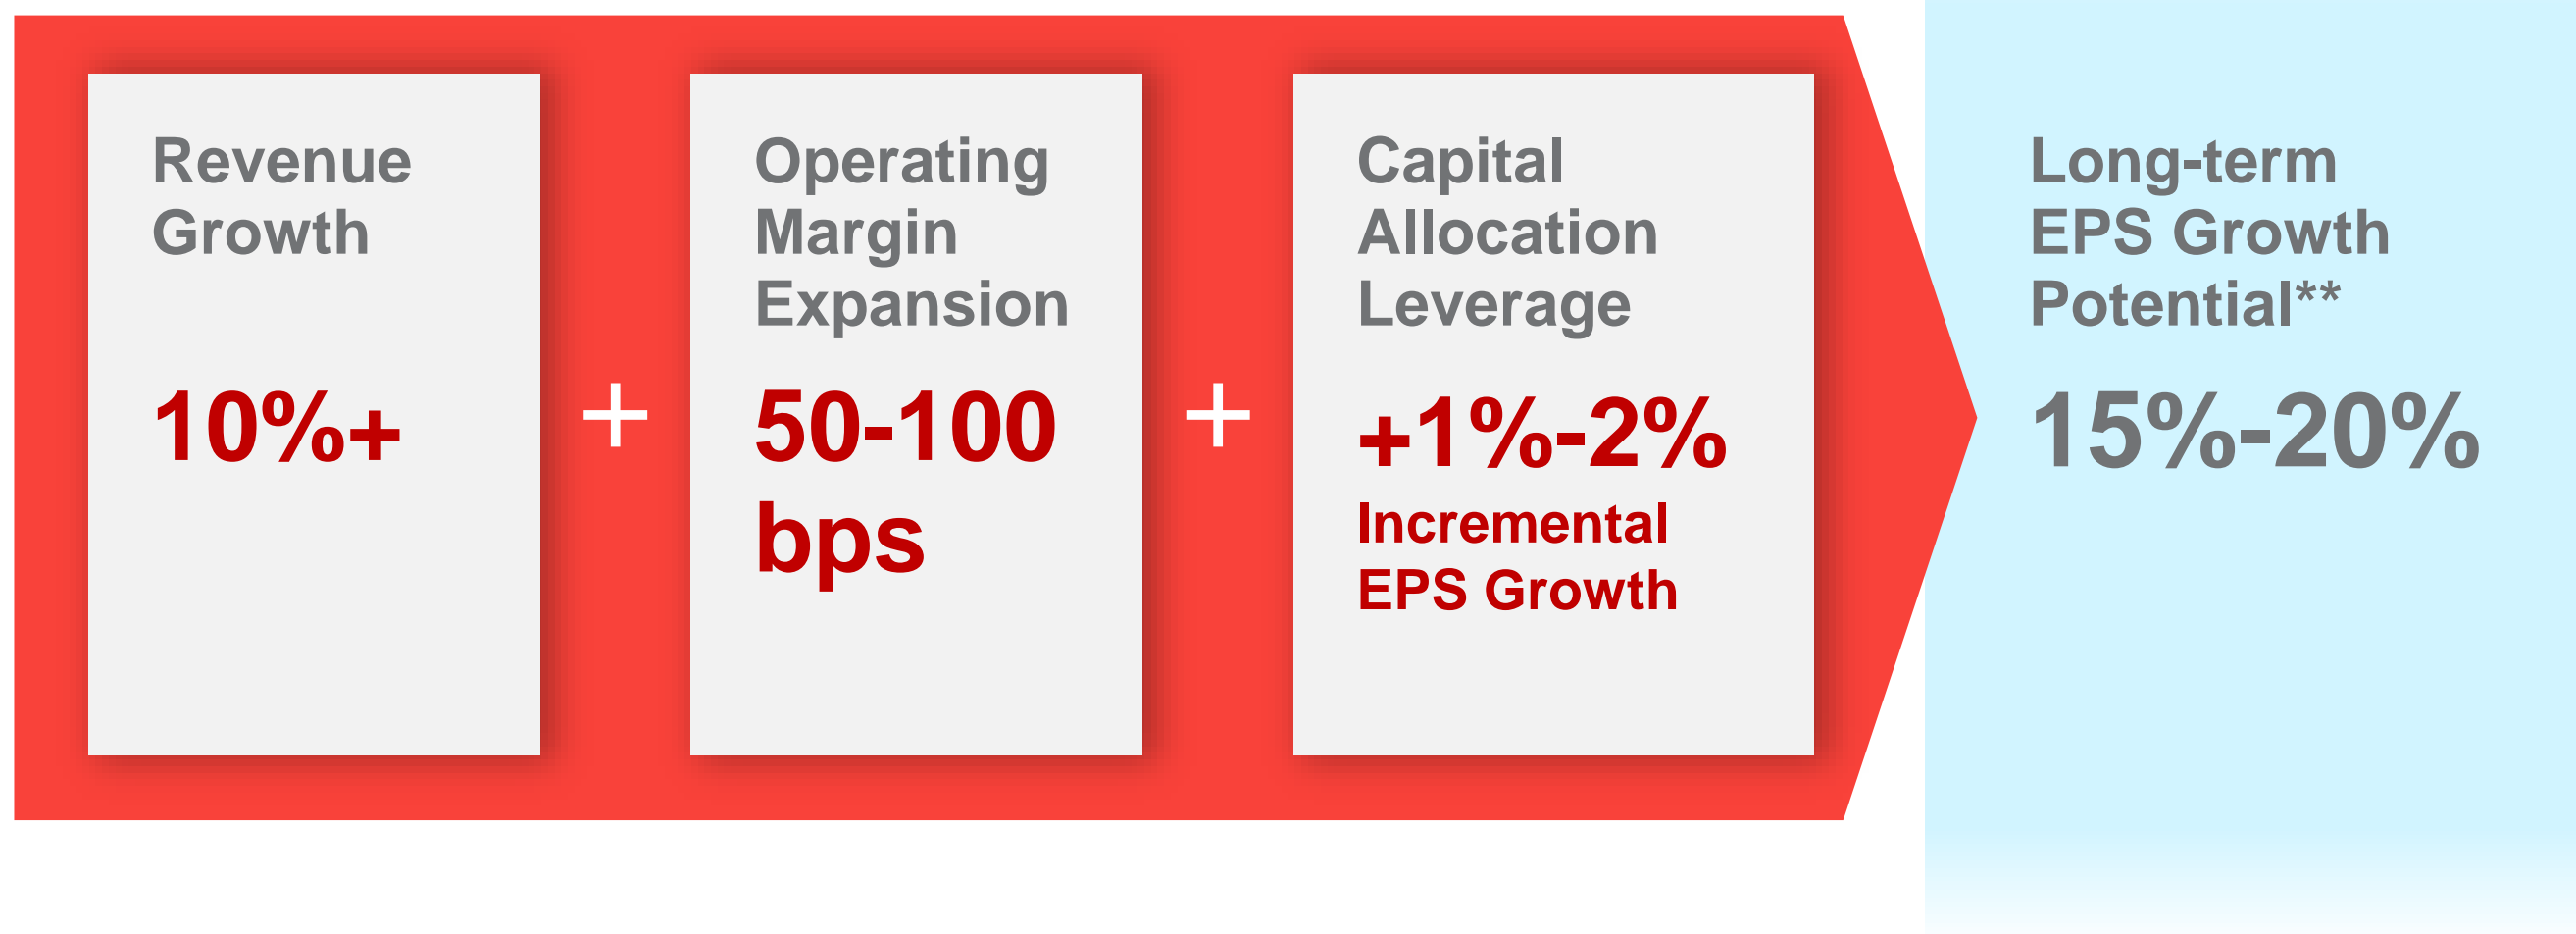 Revenue
Growth
10%+
+
Operating
Margin
Expansion
50-100
bps
+
Capital
Allocation
Leverage
+1%-2%
Incremental
EPS Growth
Long-term
EPS Growth
Potential**
15%-20%